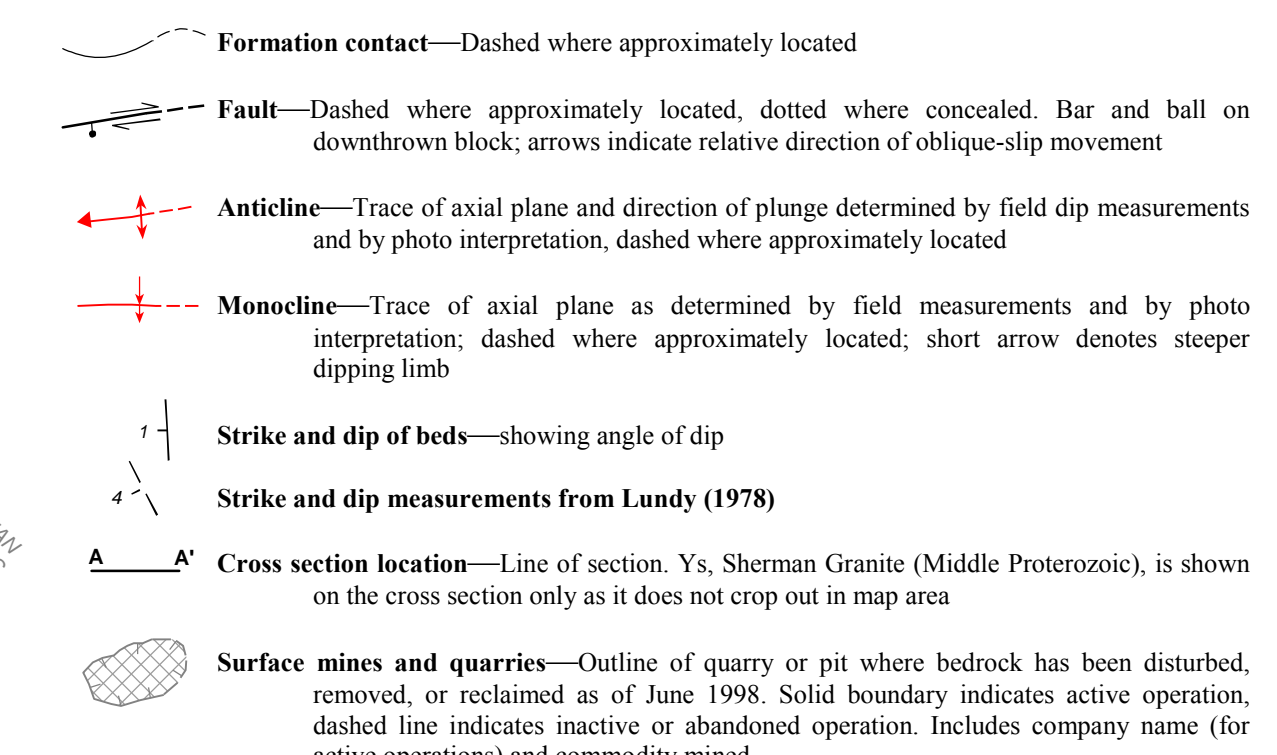 Formation contact—Dashed where approximately located
Fault—Dashed where approximately located, dotted where concealed. Bar and ball on
downthrown block; arrows indicate relative direction of oblique-slip movement
Anticline—Trace of axial plane and direction of plunge determined by field dip measurements
and by photo interpretation, dashed where approximately located
Monocline—Trace of axial plane as determined by field measurements and by photo
interpretation; dashed where approximately located; short arrow denotes steeper
dipping limb
1 Strike and dip of beds—showing angle of dip
4 Strike and dip measurements from Lundy (1978)
A A' Cross section location—Line of section. Ys, Sherman Granite (Middle Proterozoic), is shown
on the cross section only as it does not crop out in map area
Surface mines and quarries—Outline of quarry or pit where bedrock has been disturbed,
removed, or reclaimed as of June 1998. Solid boundary indicates active operation,
dashed line indicates inactive or abandoned operation. Includes company name (for
active operations) and commodity mined